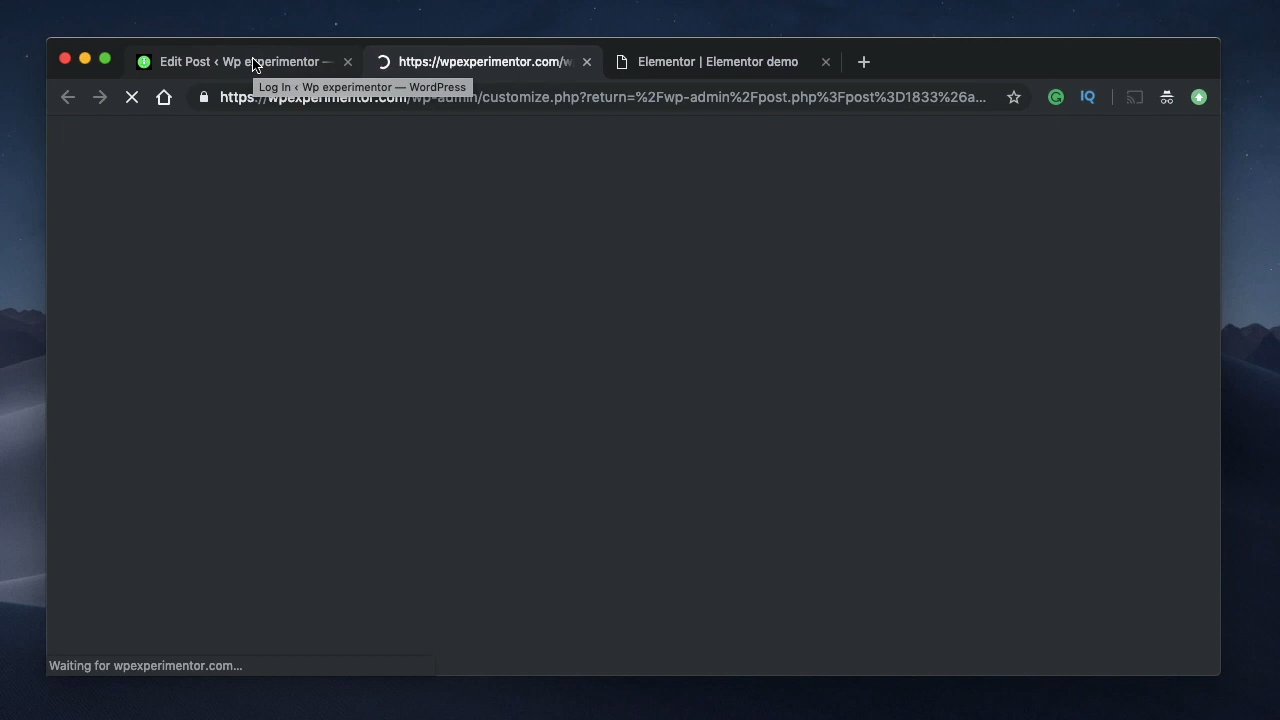 Edit Post ‹ Wp experimentor —
https://wpexperimentor.com/w
Elementor | Elementor demo
Log In ‹ Wp experimentor — WordPress
https://wpexperimentor.com/wp-admin/customize.php?return=%2Fwp-admin%2Fpost.php%3Fpost%3D1833%26a...
IQ
Waiting for wpexperimentor.com...